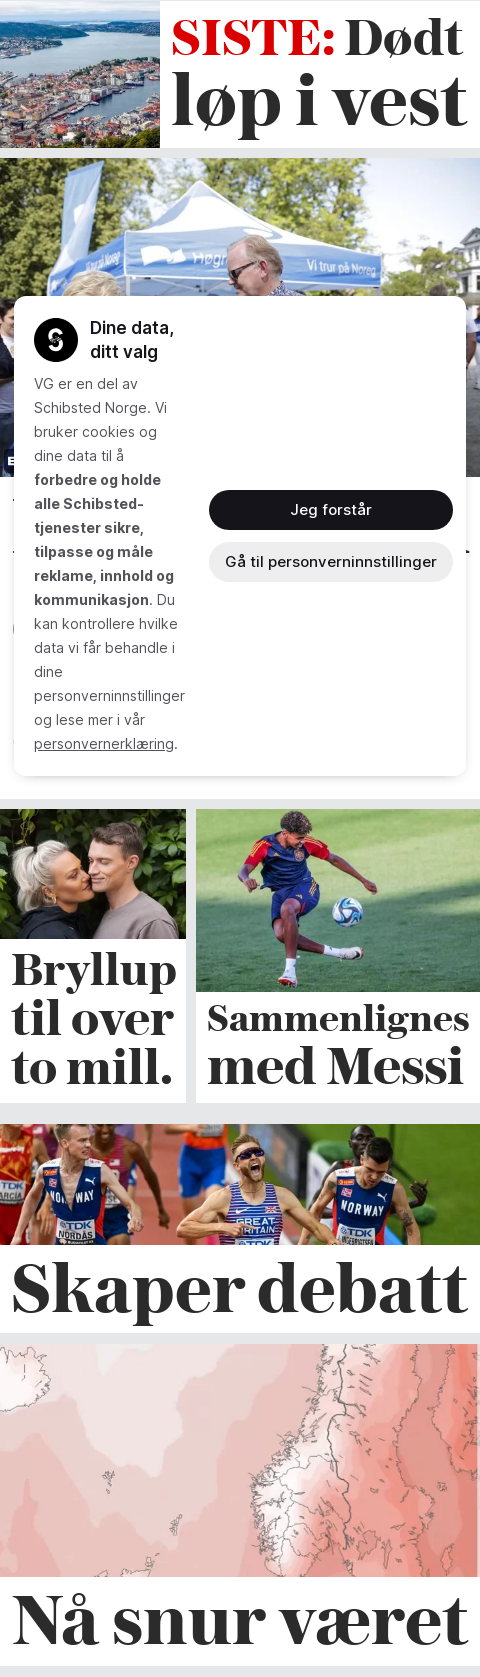 SISTE: Dødt
løp i vest
Høgr
Vi trur på Noreg
Dine data,
ditt valg
VG er en del av
Schibsted Norge. Vi
bruker cookies og
dine data til å
forbedre og holde
alle Schibsted-
tjenester sikre,
tilpasse og måle
reklame, innhold og
kommunikasjon. Du
kan kontrollere hvilke
data vi får behandle i
dine
personverninnstillinger
og lese mer i vår
personvernerklæring.
Jeg forstår
Gå til personverninnstillinger
Bryllup
til over
to mill.
Sammenlignes
med Messi
NORWAY
TDK
NORDÅS
GREAT
BRITAIN
TDK
NORWAY
TDK
INGEBRIGTSEN
Skaper debatt
Nå snur været